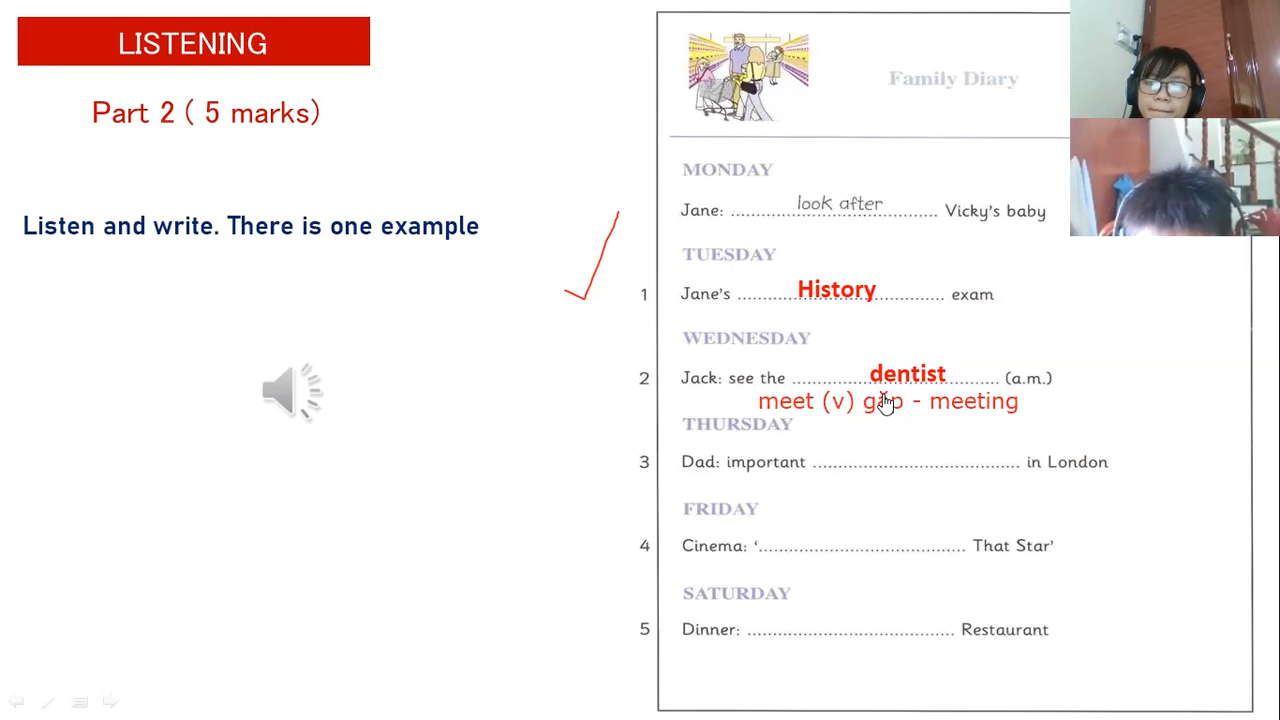 LISTENING
Part 2 ( 5 marks)
Listen and write. There is one example
Family Diary
MONDAY
Jane: ........ look after ........ Vicky's baby
TUESDAY
1 Jane's ........ History ........ exam
WEDNESDAY
2 Jack: see the ........ dentist ........ (a.m.)
meet (v) - meeting
THURSDAY
3 Dad: important ................ in London
FRIDAY
4 Cinema: '................ That Star'
SATURDAY
5 Dinner: ................ Restaurant